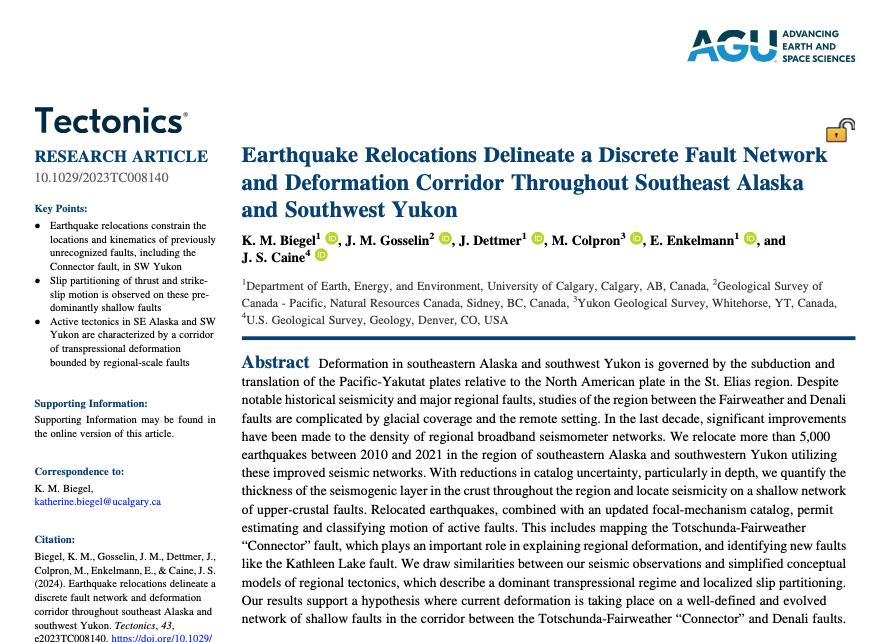 AGU ADVANCING
EARTH AND
SPACE SCIENCES
Tectonics®
RESEARCH ARTICLE
10.1029/2023TC008140
Key Points:
• Earthquake relocations constrain the
locations and kinematics of previously
unrecognized faults, including the
Connector fault, in SW Yukon
• Slip partitioning of thrust and strike-
slip motion is observed on these pre-
dominantly shallow faults
• Active tectonics in SE Alaska and SW
Yukon are characterized by a corridor
of transpressional deformation
bounded by regional-scale faults
Supporting Information:
Supporting Information may be found in
the online version of this article.
Correspondence to:
K. M. Biegel,
katherine.biegel@ucalgary.ca
Citation:
Biegel, K. M., Gosselin, J. M., Dettmer, J.,
Colpron, M., Enkelmann, E., & Caine, J. S.
(2024). Earthquake relocations delineate a
discrete fault network and deformation
corridor throughout southeast Alaska and
southwest Yukon. Tectonics, 43,
e2023TC008140. https://doi.org/10.1029/
Earthquake Relocations Delineate a Discrete Fault Network
and Deformation Corridor Throughout Southeast Alaska
and Southwest Yukon
K. M. Biegel1 iD, J. M. Gosselin2 iD, J. Dettmer1 iD, M. Colpron3 iD, E. Enkelmann1 iD, and
J. S. Caine4 iD
1Department of Earth, Energy, and Environment, University of Calgary, Calgary, AB, Canada, 2Geological Survey of
Canada - Pacific, Natural Resources Canada, Sidney, BC, Canada, 3Yukon Geological Survey, Whitehorse, YT, Canada,
4U.S. Geological Survey, Geology, Denver, CO, USA
Abstract Deformation in southeastern Alaska and southwest Yukon is governed by the subduction and
translation of the Pacific-Yakutat plates relative to the North American plate in the St. Elias region. Despite
notable historical seismicity and major regional faults, studies of the region between the Fairweather and Denali
faults are complicated by glacial coverage and the remote setting. In the last decade, significant improvements
have been made to the density of regional broadband seismometer networks. We relocate more than 5,000
earthquakes between 2010 and 2021 in the region of southeastern Alaska and southwestern Yukon utilizing
these improved seismic networks. With reductions in catalog uncertainty, particularly in depth, we quantify the
thickness of the seismogenic layer in the crust throughout the region and locate seismicity on a shallow network
of upper-crustal faults. Relocated earthquakes, combined with an updated focal-mechanism catalog, permit
estimating and classifying motion of active faults. This includes mapping the Totschunda-Fairweather
“Connector” fault, which plays an important role in explaining regional deformation, and identifying new faults
like the Kathleen Lake fault. We draw similarities between our seismic observations and simplified conceptual
models of regional tectonics, which describe a dominant transpressional regime and localized slip partitioning.
Our results support a hypothesis where current deformation is taking place on a well-defined and evolved
network of shallow faults in the corridor between the Totschunda-Fairweather “Connector” and Denali faults.